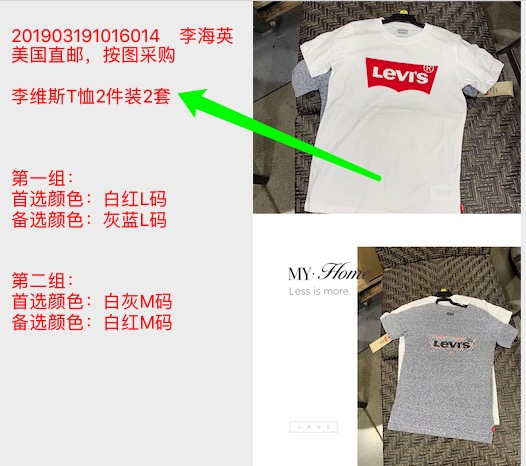 201903191016014 李海英
美国直邮，按图采购
李维斯T恤2件装2套
第一组：
首选颜色：白红L码
备选颜色：灰蓝L码
第二组：
首选颜色：白灰M码
备选颜色：白红M码
Levi's®
MY·Home
Less is more.
JANE
Levi's